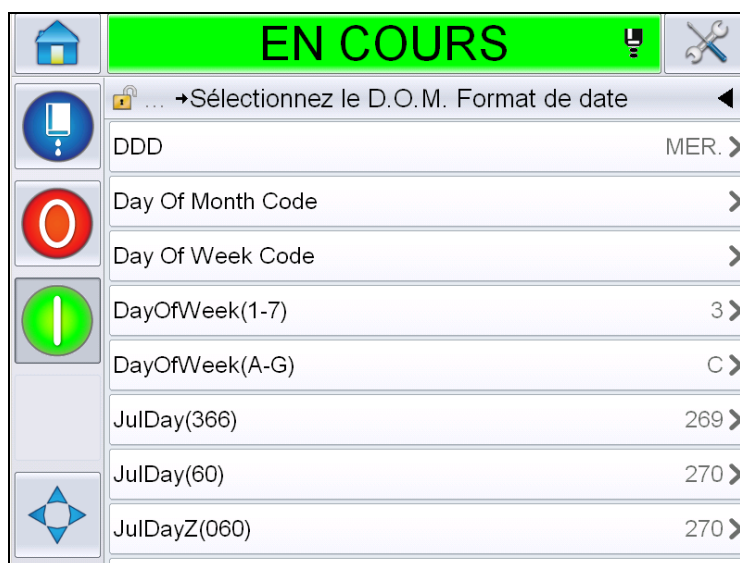 EN COURS
... →Sélectionnez le D.O.M. Format de date
DDD MER.
Day Of Month Code
Day Of Week Code
DayOfWeek(1-7) 3
DayOfWeek(A-G) C
JulDay(366) 269
JulDay(60) 270
JulDayZ(060) 270